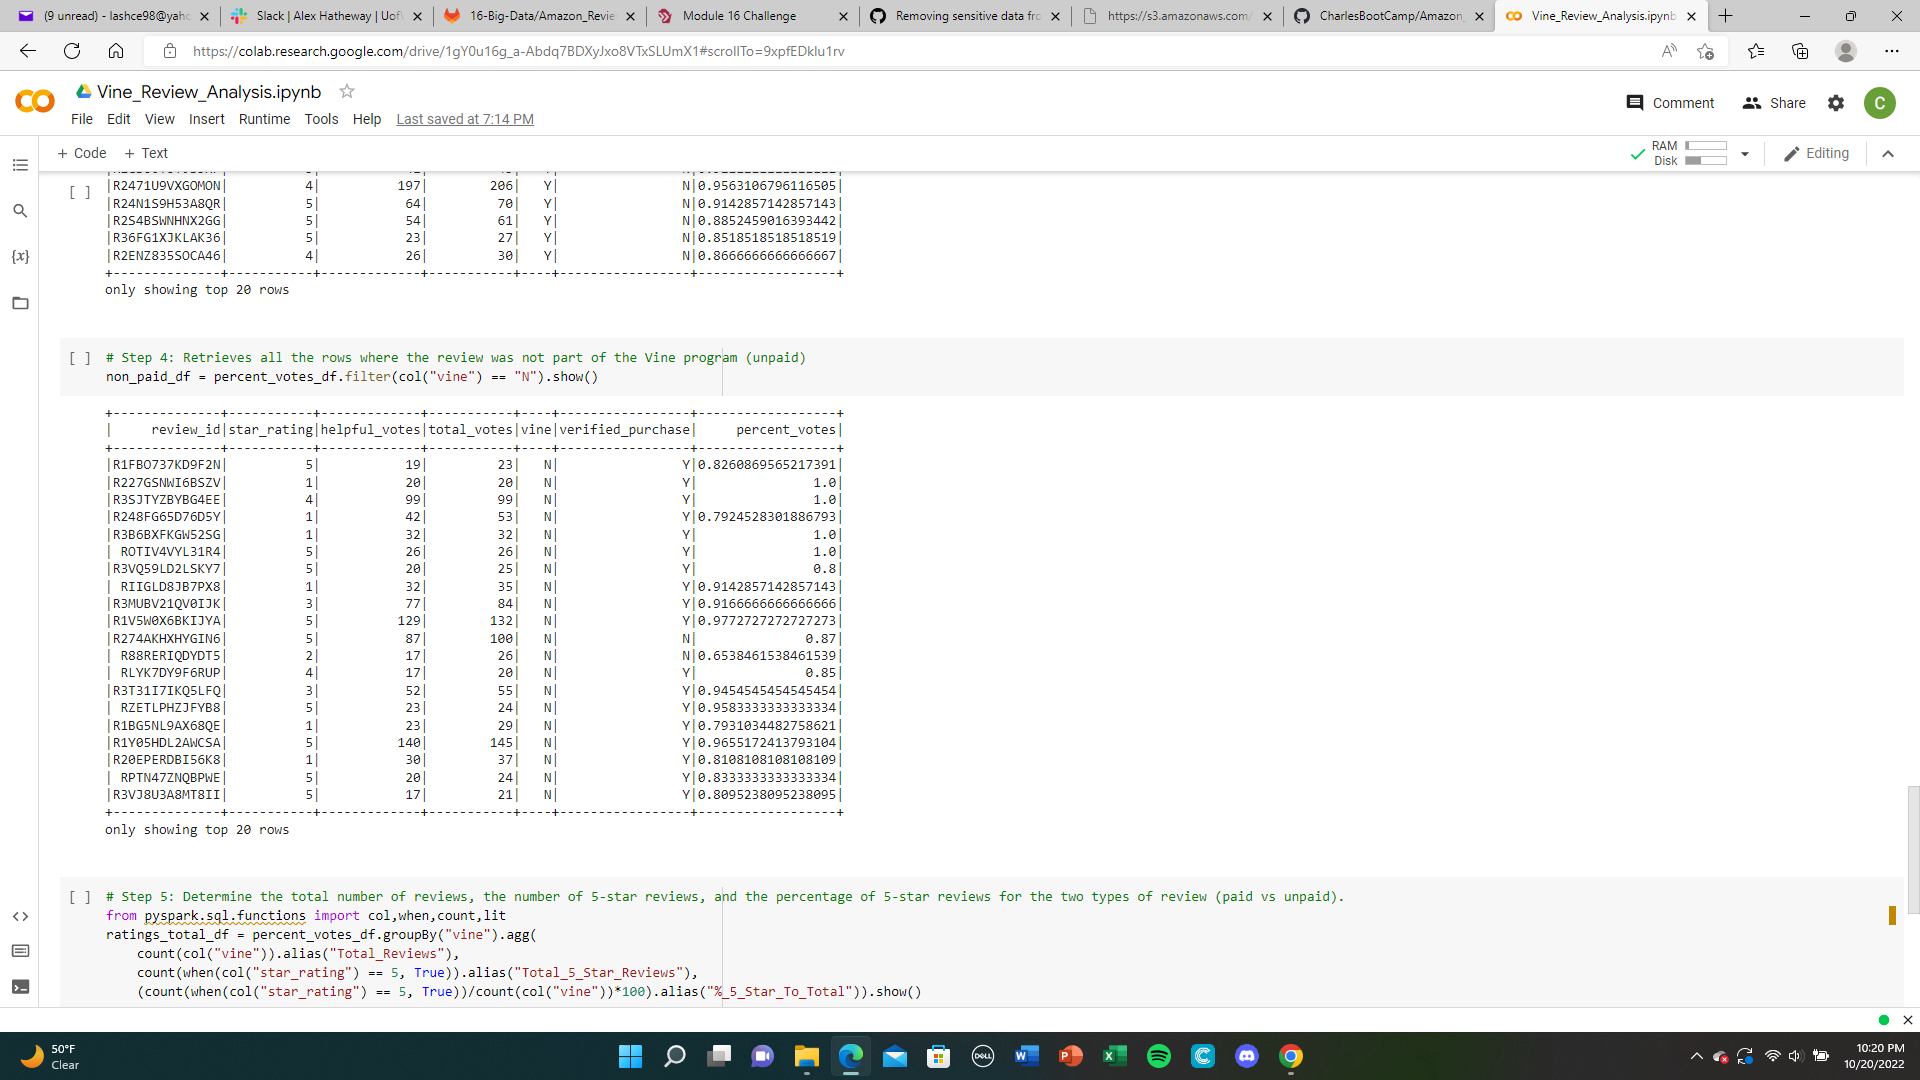 (9 unread) - lashce98@yaho
Slack | Alex Hatheway | Uof
16-Big-Data/Amazon_Revie
Module 16 Challenge
Removing sensitive data fro
https://s3.amazonaws.com/
CharlesBootCamp/Amazon_
Vine_Review_Analysis.ipynb
https://colab.research.google.com/drive/1gY0u16g_a-Abdq7BDXyJxo8VTxSLUmX1#scrollTo=9xpfEDkIu1rv
Vine_Review_Analysis.ipynb
Comment
Share
C
File Edit View Insert Runtime Tools Help Last saved at 7:14 PM
+ Code + Text
RAM
Disk
Editing
[ ] |R2471U9VXGOMON| 4| 197| 206| Y| N|0.9563106796116505|
|R24N1S9H53A8QR| 5| 64| 70| Y| N|0.9142857142857143|
|R2S4BSWNHNX2GG| 5| 54| 61| Y| N|0.8852459016393442|
|R36FG1XJKLAK36| 5| 23| 27| Y| N|0.8518518518518519|
|R2ENZ835SOCA46| 4| 26| 30| Y| N|0.8666666666666667|
+--------------+-----------+-------------+-----------+----+-----------------+------------------+
only showing top 20 rows
[ ] # Step 4: Retrieves all the rows where the review was not part of the Vine program (unpaid)
non_paid_df = percent_votes_df.filter(col("vine") == "N").show()
+--------------+-----------+-------------+-----------+----+-----------------+------------------+
| review_id|star_rating|helpful_votes|total_votes|vine|verified_purchase| percent_votes|
+--------------+-----------+-------------+-----------+----+-----------------+------------------+
|R1FBO737KD9F2N| 5| 19| 23| N| Y|0.8260869565217391|
|R227GSNWI6BSZV| 1| 20| 20| N| Y| 1.0|
|R3SJTYZBYBG4EE| 4| 99| 99| N| Y| 1.0|
|R248FG65D76D5Y| 1| 42| 53| N| Y|0.7924528301886793|
|R3B6BXFKGW52SG| 1| 32| 32| N| Y| 1.0|
| ROTIV4VYL31R4| 5| 26| 26| N| Y| 1.0|
|R3VQ59LD2LSKY7| 5| 20| 25| N| Y| 0.8|
| RIIGLD8JB7PX8| 1| 32| 35| N| Y|0.9142857142857143|
|R3MUBV21QV0IJK| 3| 77| 84| N| Y|0.9166666666666666|
|R1V5W0X6BKIJYA| 5| 129| 132| N| Y|0.9772727272727273|
|R274AKHXHYGIN6| 5| 87| 100| N| N| 0.87|
| R88RERIQDYDT5| 2| 17| 26| N| N|0.6538461538461539|
| RLYK7DY9F6RUP| 4| 17| 20| N| Y| 0.85|
|R3T31I7IKQ5LFQ| 3| 52| 55| N| Y|0.9454545454545454|
| RZETLPHZJFYB8| 5| 23| 24| N| Y|0.9583333333333334|
|R1BG5NL9AX68QE| 1| 23| 29| N| Y|0.7931034482758621|
|R1Y05HDL2AWCSA| 5| 140| 145| N| Y|0.9655172413793104|
|R20EPERDBI56K8| 1| 30| 37| N| Y|0.8108108108108109|
| RPTN47ZNQBPWE| 5| 20| 24| N| Y|0.8333333333333334|
|R3VJ8U3A8MT8II| 5| 17| 21| N| Y|0.8095238095238095|
+--------------+-----------+-------------+-----------+----+-----------------+------------------+
only showing top 20 rows
[ ] # Step 5: Determine the total number of reviews, the number of 5-star reviews, and the percentage of 5-star reviews for the two types of review (paid vs unpaid).
from pyspark.sql.functions import col,when,count,lit
ratings_total_df = percent_votes_df.groupBy("vine").agg(
count(col("vine")).alias("Total_Reviews"),
count(when(col("star_rating") == 5, True)).alias("Total_5_Star_Reviews"),
(count(when(col("star_rating") == 5, True))/count(col("vine"))*100).alias("%_5_Star_To_Total")).show()
50°F
Clear
DELL
10:20 PM
10/20/2022